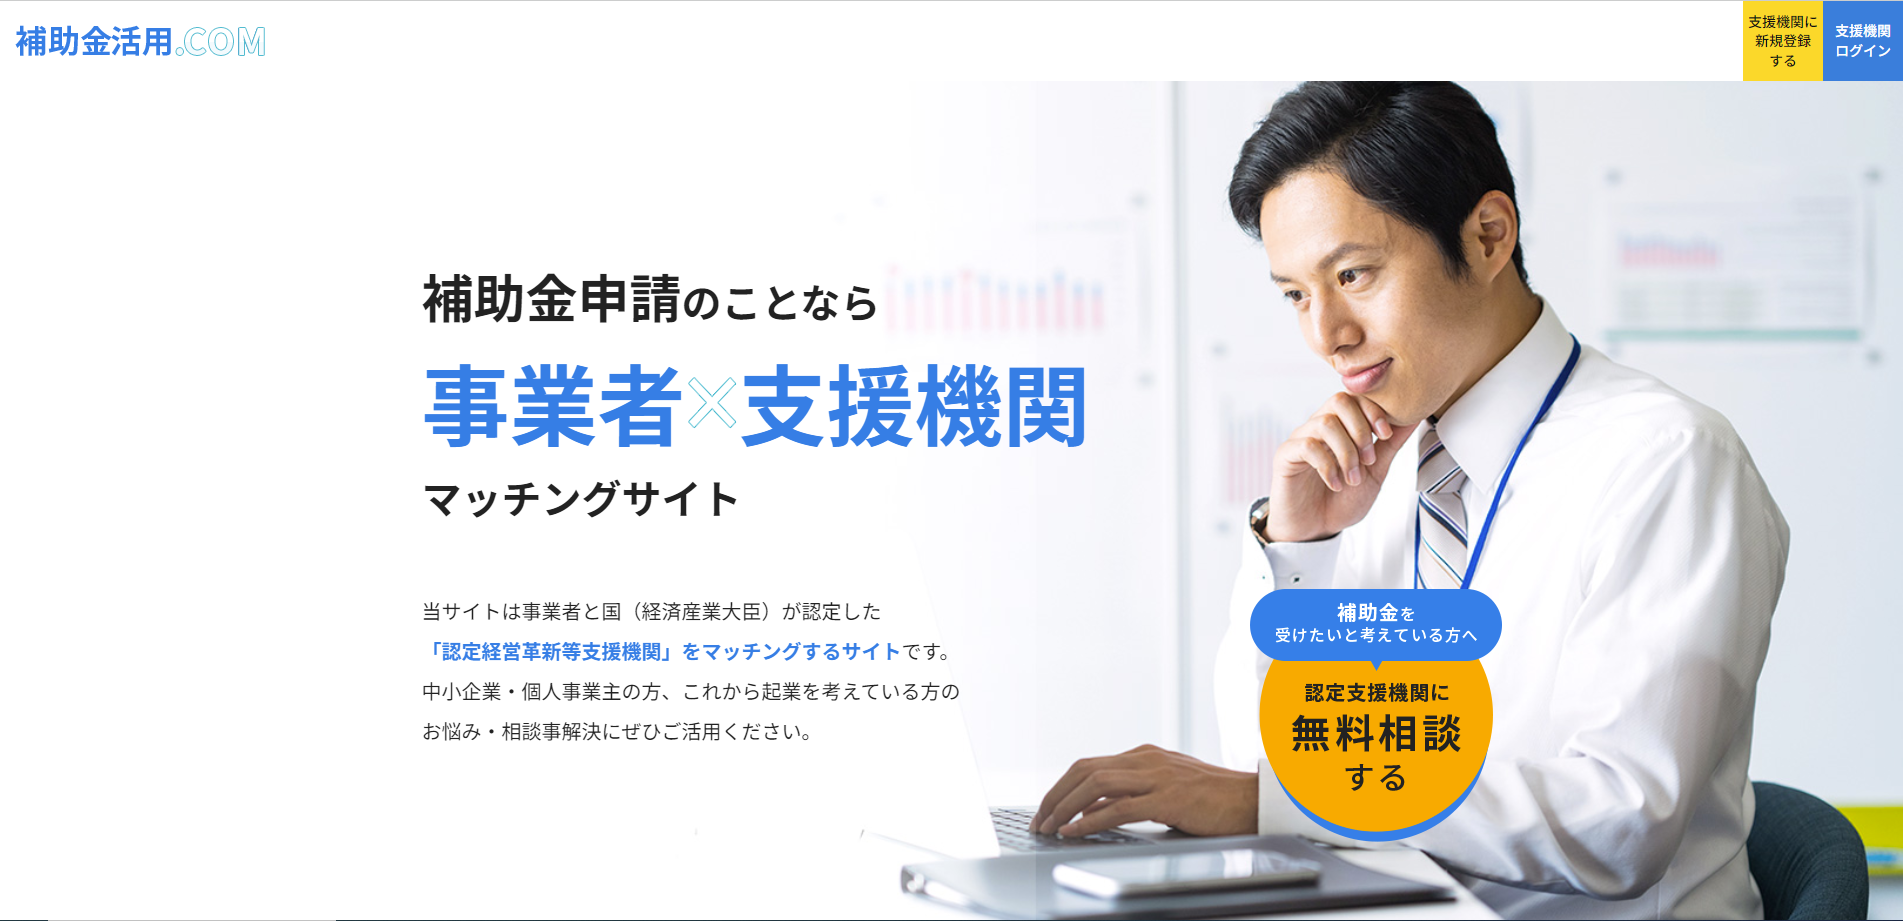 補助金活用.COM
支援機関に
新規登録
する
支援機関
ログイン
補助金申請のことなら
事業者×支援機関
マッチングサイト
当サイトは事業者と国（経済産業大臣）が認定した
「認定経営革新等支援機関」をマッチングするサイトです。
中小企業・個人事業主の方、これから起業を考えている方の
お悩み・相談事解決にぜひご活用ください。
補助金を
受けたいと考えている方へ
認定支援機関に
無料相談
する